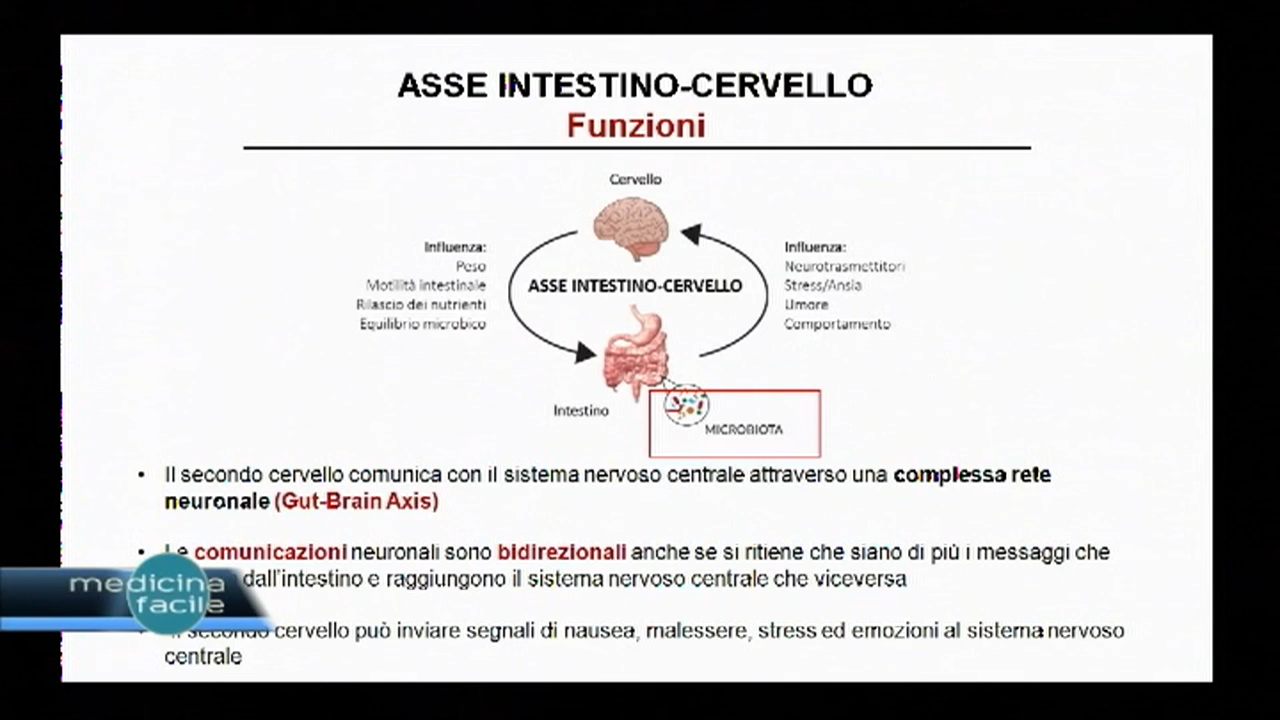 ASSE INTESTINO-CERVELLO
Funzioni
Cervello
Influenza:
Peso
Motilità intestinale
Rilascio dei nutrienti
Equilibrio microbico
ASSE INTESTINO-CERVELLO
Influenza:
Neurotrasmettitori
Stress/Ansia
Umore
Comportamento
Intestino
MICROBIOTA
• Il secondo cervello comunica con il sistema nervoso centrale attraverso una complessa rete
neuronale (Gut-Brain Axis)
• Le comunicazioni neuronali sono bidirezionali anche se si ritiene che siano di più i messaggi che
dall'intestino e raggiungono il sistema nervoso centrale che viceversa
• Il secondo cervello può inviare segnali di nausea, malessere, stress ed emozioni al sistema nervoso
centrale
medicina
facile